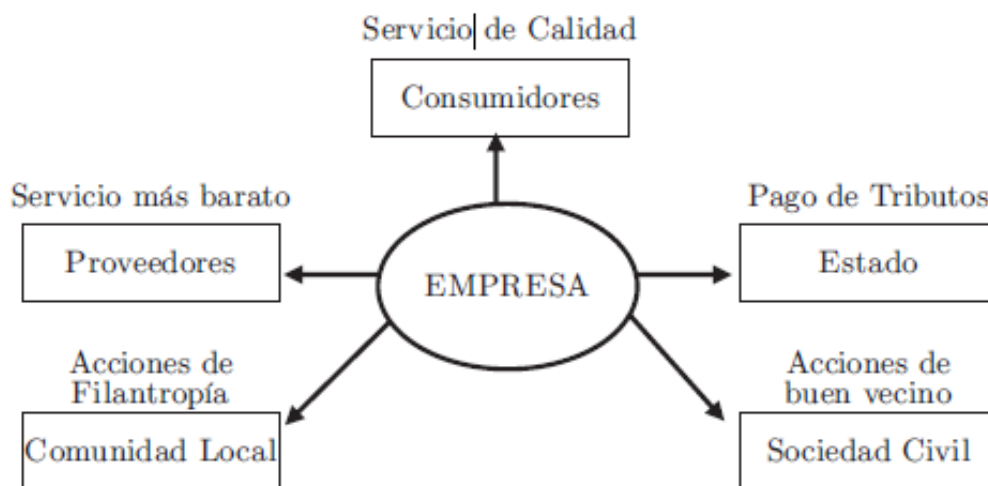 Servicio de Calidad
Consumidores
Servicio más barato
Pago de Tributos
Proveedores
EMPRESA
Estado
Acciones de
Filantropía
Acciones de
buen vecino
Comunidad Local
Sociedad Civil